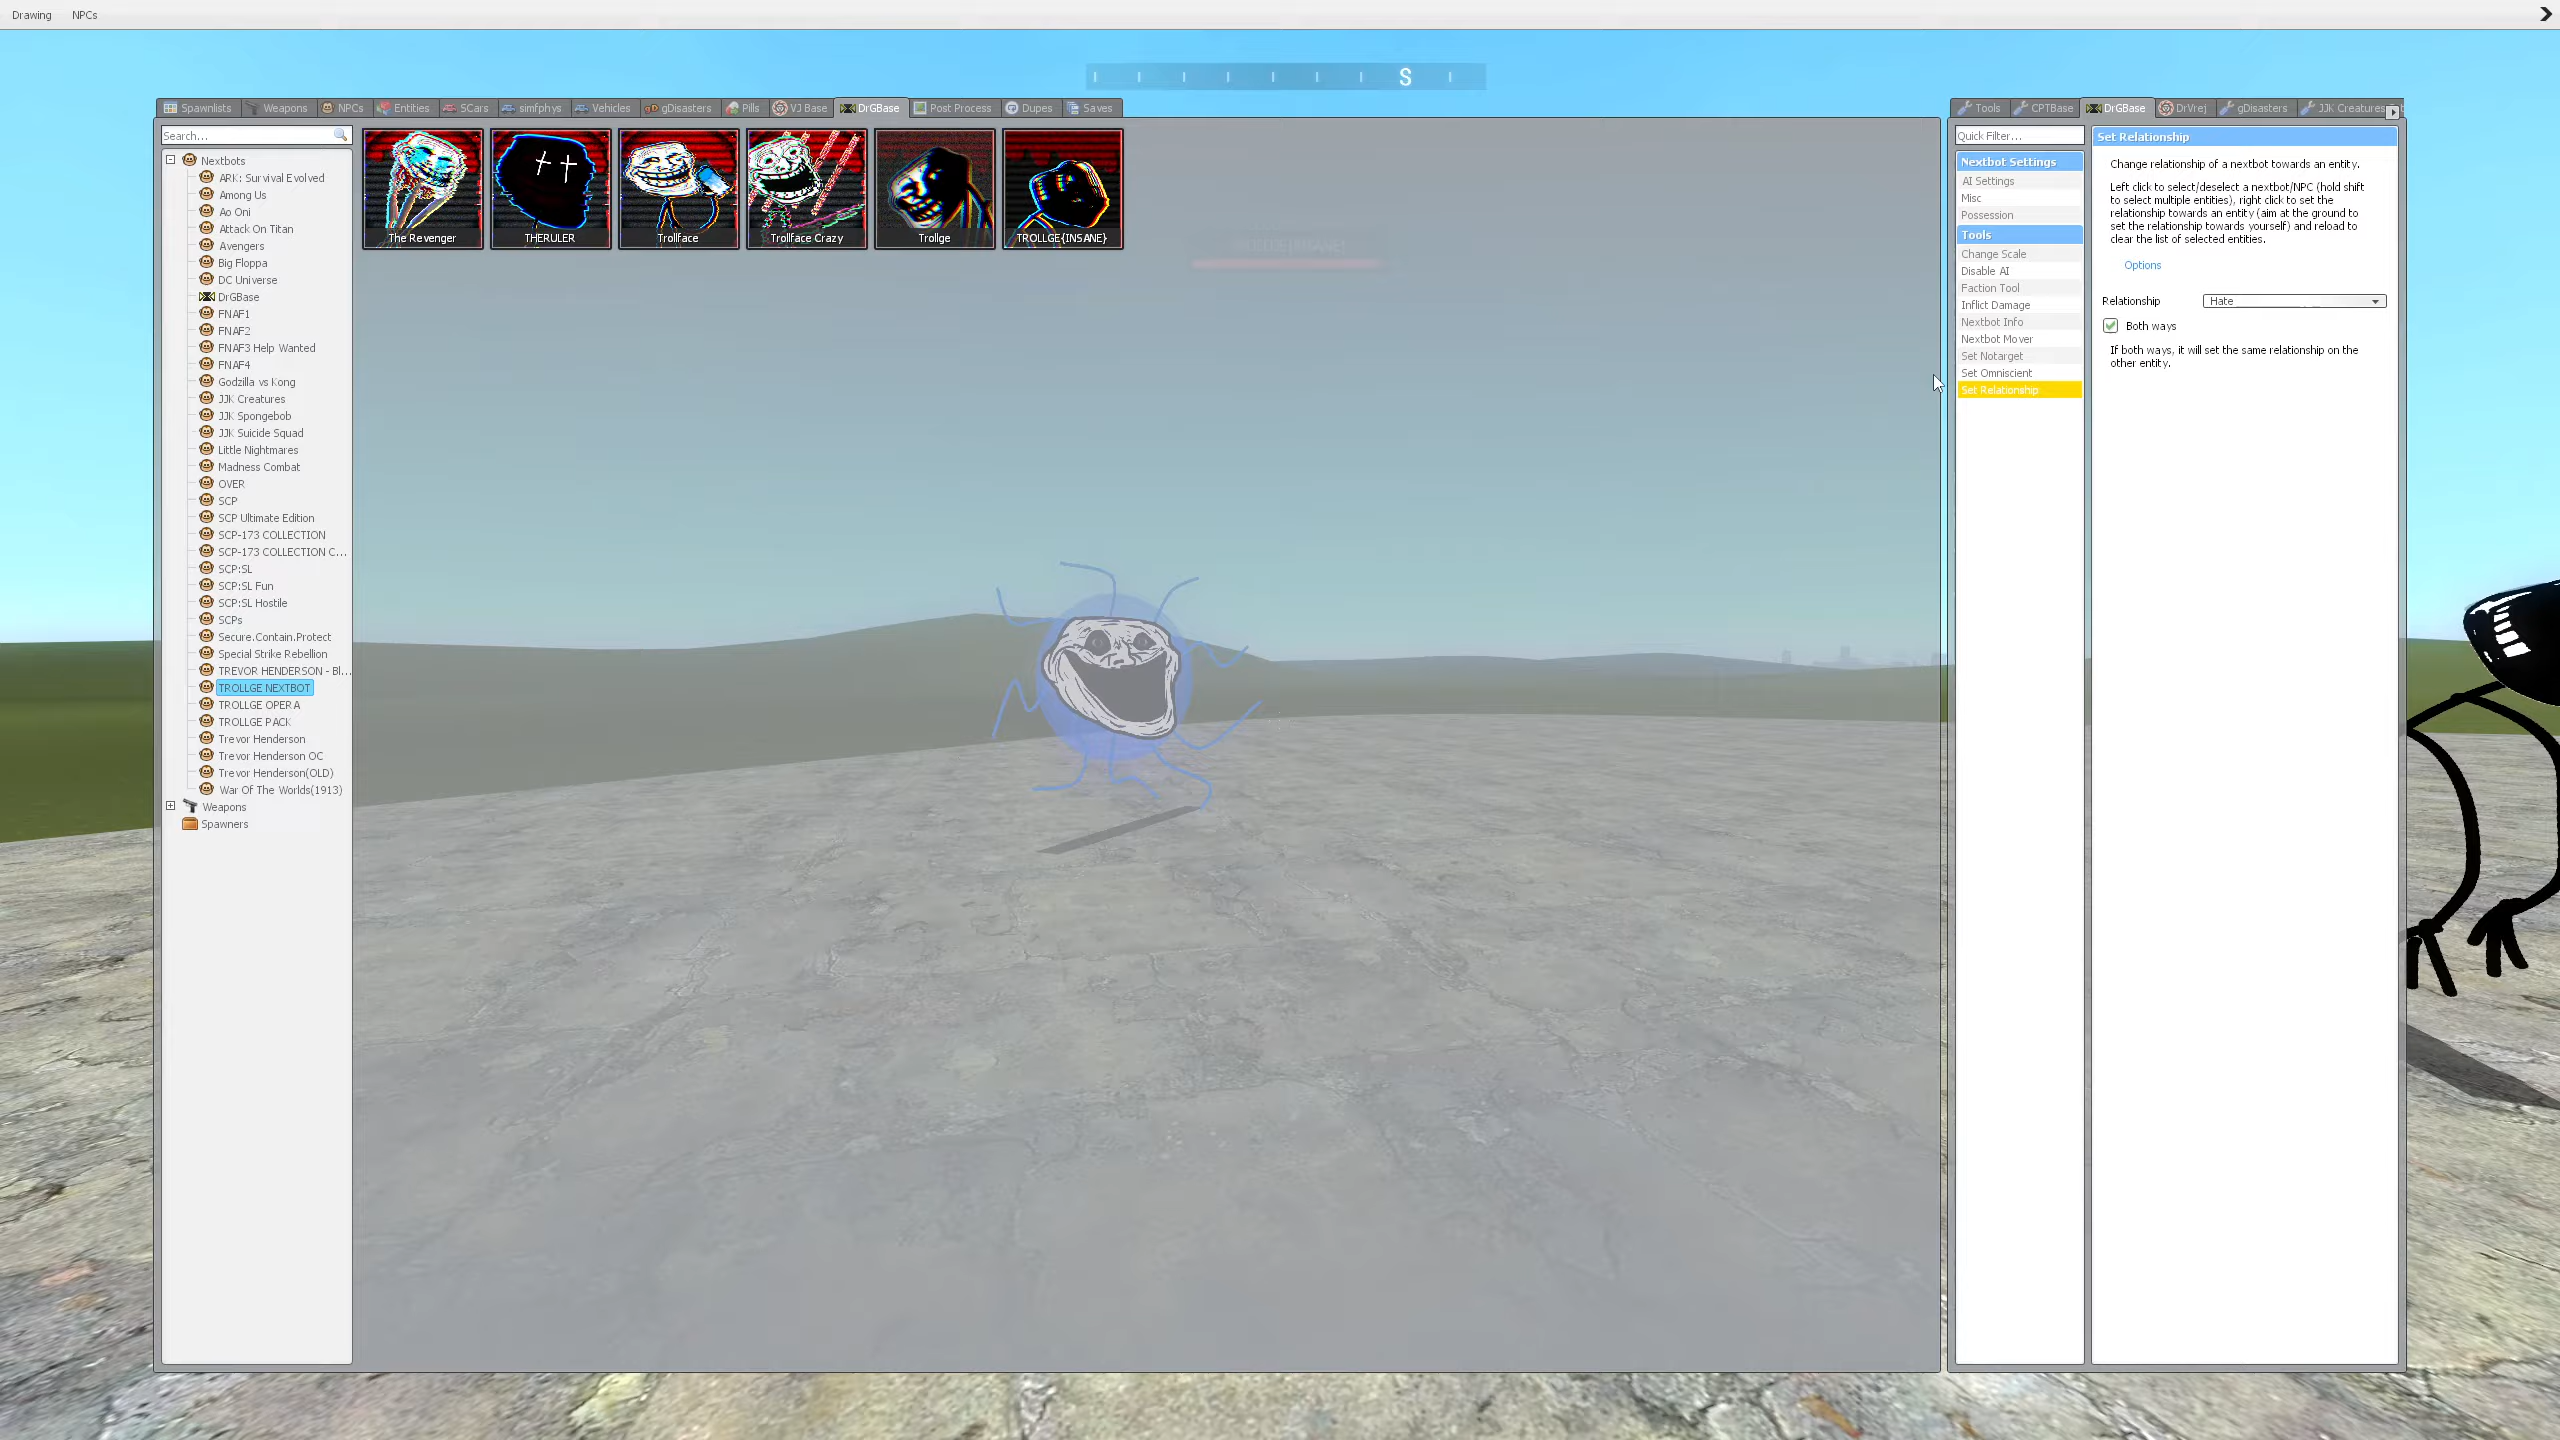 Drawing NPCs
S
Spawnlists Weapons NPCs Entities SCars simfphys Vehicles gDisasters Pills VJ Base DrGBase Post Process Dupes Saves
Search...
Nextbots
ARK: Survival Evolved
Among Us
Ao Oni
Attack On Titan
Avengers
Big Floppa
DC Universe
DrGBase
FNAF1
FNAF2
FNAF3 Help Wanted
FNAF4
Godzilla vs Kong
JJK Creatures
JJK Spongebob
JJK Suicide Squad
Little Nightmares
Madness Combat
OVER
SCP
SCP Ultimate Edition
SCP-173 COLLECTION
SCP-173 COLLECTION C...
SCP:SL
SCP:SL Fun
SCP:SL Hostile
SCPs
Secure.Contain.Protect
Special Strike Rebellion
TREVOR HENDERSON - Bl...
TROLLGE NEXTBOT
TROLLGE OPERA
TROLLGE PACK
Trevor Henderson
Trevor Henderson OC
Trevor Henderson(OLD)
War Of The Worlds(1913)
Weapons
Spawners
The Revenger
THERULER
Trollface
Trollface Crazy
Trollge
TROLLGE{INSANE}
Tools CPTBase DrGBase DrVrej gDisasters JJK Creatures
Quick Filter...
Nextbot Settings
AI Settings
Misc
Possession
Tools
Change Scale
Disable AI
Faction Tool
Inflict Damage
Nextbot Info
Nextbot Mover
Set Notarget
Set Omniscient
Set Relationship
Set Relationship
Change relationship of a nextbot towards an entity.
Left click to select/deselect a nextbot/NPC (hold shift
to select multiple entities), right click to set the
relationship towards an entity (aim at the ground to
set the relationship towards yourself) and reload to
clear the list of selected entities.
Options
Relationship Hate
Both ways
If both ways, it will set the same relationship on the
other entity.